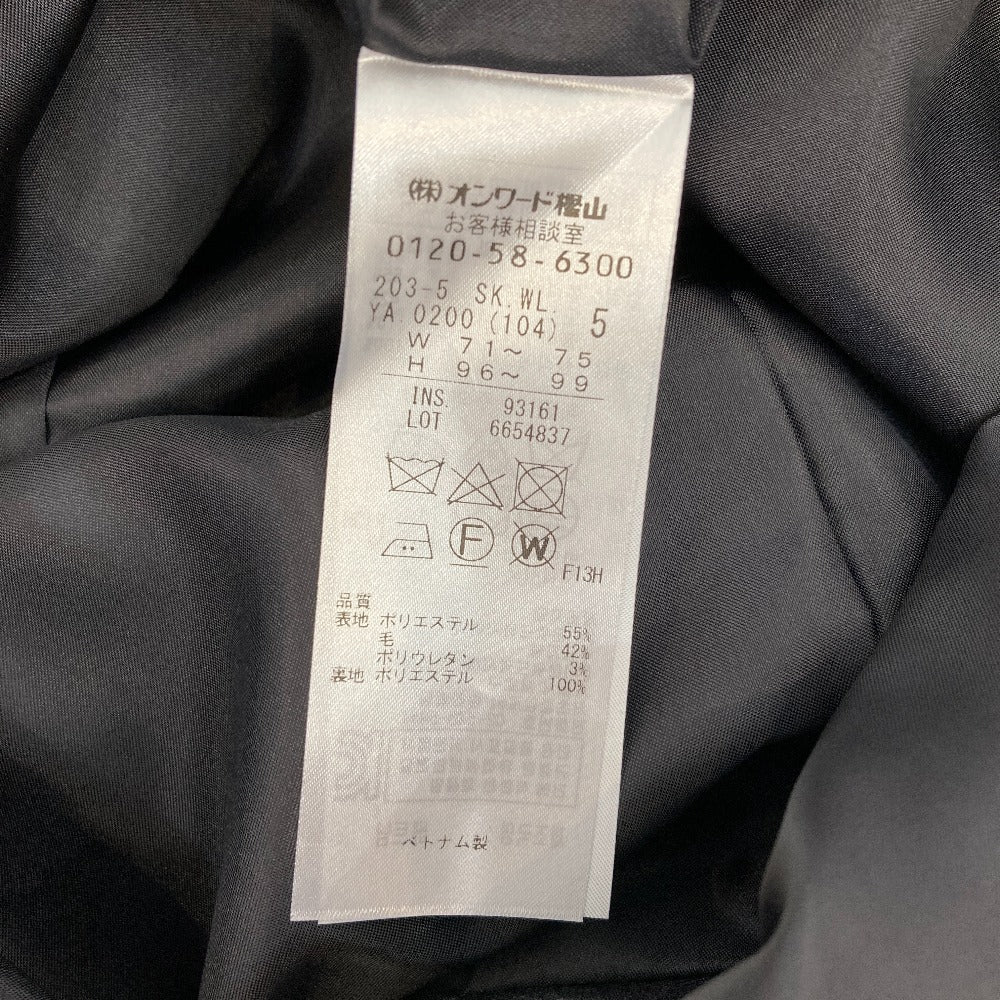 (株)オンワード樫山
お客様相談室
0120-58-6300
203-5 SK.WL. 5
YA 0200 (104)
W 71～ 75
H 96～ 99
INS. 93161
LOT 6654837
F W
F13H
品質
表地 ポリエステル 55%
毛 42%
ポリウレタン 3%
裏地 ポリエステル 100%
ベトナム製